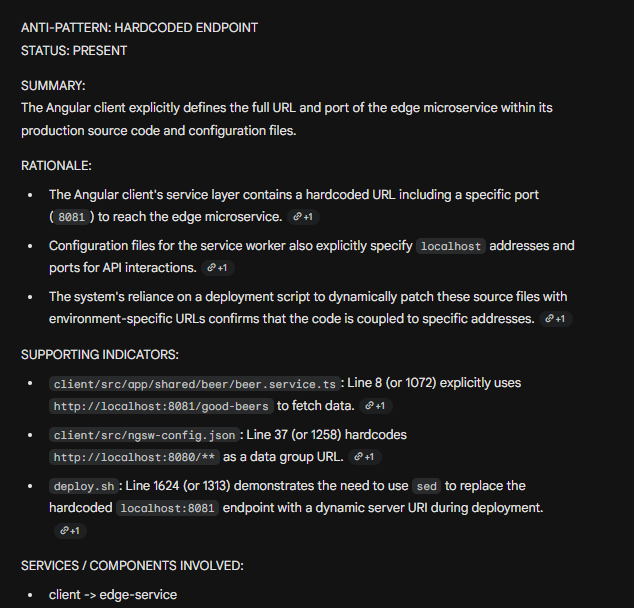 ANTI-PATTERN: HARDCODED ENDPOINT
STATUS: PRESENT
SUMMARY:
The Angular client explicitly defines the full URL and port of the edge microservice within its
production source code and configuration files.
RATIONALE:
• The Angular client's service layer contains a hardcoded URL including a specific port
( 8081 ) to reach the edge microservice. +1
• Configuration files for the service worker also explicitly specify localhost addresses and
ports for API interactions. +1
• The system's reliance on a deployment script to dynamically patch these source files with
environment-specific URLs confirms that the code is coupled to specific addresses. +1
SUPPORTING INDICATORS:
• client/src/app/shared/beer/beer.service.ts : Line 8 (or 1072) explicitly uses
http://localhost:8081/good-beers to fetch data. +1
• client/src/ngsw-config.json : Line 37 (or 1258) hardcodes
http://localhost:8080/** as a data group URL. +1
• deploy.sh : Line 1624 (or 1313) demonstrates the need to use sed to replace the
hardcoded localhost:8081 endpoint with a dynamic server URI during deployment.
+1
SERVICES / COMPONENTS INVOLVED:
• client -> edge-service